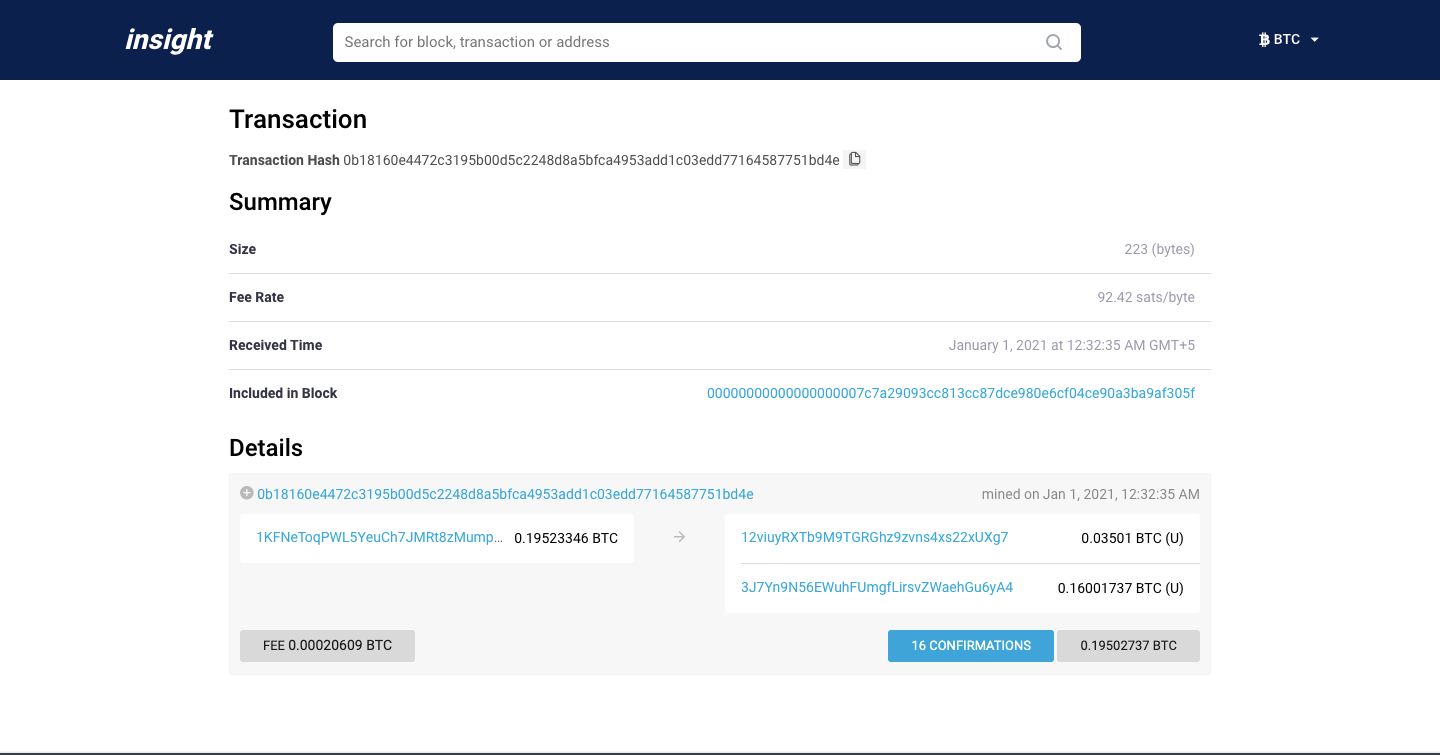 insight
Search for block, transaction or address
BTC
Transaction
Transaction Hash 0b18160e4472c3195b00d5c2248d8a5bfca4953add1c03edd77164587751bd4e
Summary
Size 223 (bytes)
Fee Rate 92.42 sats/byte
Received Time January 1, 2021 at 12:32:35 AM GMT+5
Included in Block 00000000000000000007c7a29093cc813cc87dce980e6cf04ce90a3ba9af305f
Details
0b18160e4472c3195b00d5c2248d8a5bfca4953add1c03edd77164587751bd4e mined on Jan 1, 2021, 12:32:35 AM
1KFNeToqPWL5YeuCh7JMRt8zMump... 0.19523346 BTC
12viuyRXTb9M9TGRGhz9zvns4xs22xUXg7 0.03501 BTC (U)
3J7Yn9N56EWuhFUmgfLirsvZWaehGu6yA4 0.16001737 BTC (U)
FEE 0.00020609 BTC
16 CONFIRMATIONS 0.19502737 BTC